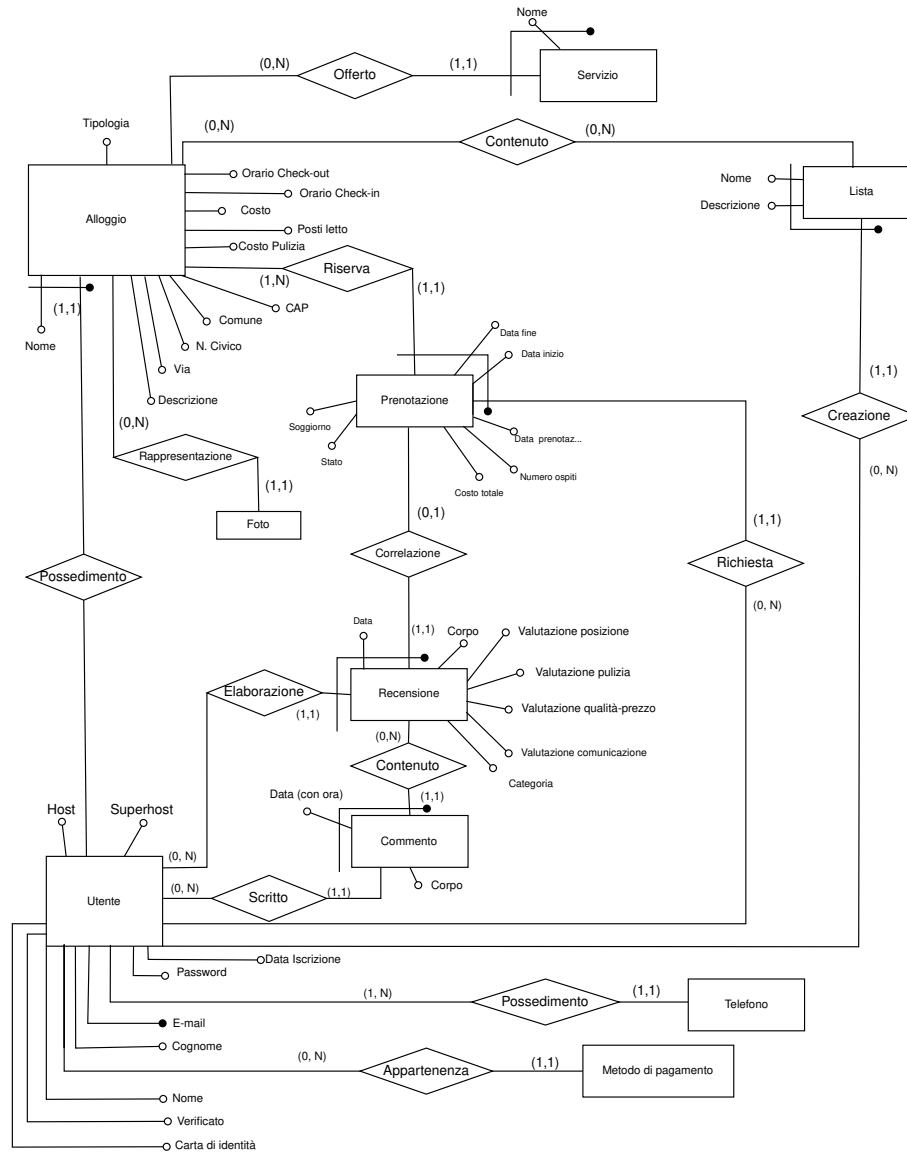 Nome
(0,N)
Offerto
(1,1)
Servizio
Tipologia
(0,N)
Contenuto
(0,N)
Orario Check-out
Orario Check-in
Costo
Posti letto
Costo Pulizia
Alloggio
Nome
Descrizione
Lista
(1,N)
Riserva
(1,1)
(1,1)
CAP
Comune
N. Civico
Via
Descrizione
Nome
Data fine
Data inizio
Prenotazione
Soggiorno
Stato
Data prenotaz...
Numero ospiti
Costo totale
(1,1)
Creazione
(0, N)
(0,N)
Rappresentazione
(1,1)
Foto
(0,1)
Correlazione
(1,1)
(1,1)
Richiesta
(0, N)
Possedimento
Data
Corpo
Valutazione posizione
Valutazione pulizia
Valutazione qualità-prezzo
Valutazione comunicazione
Categoria
Recensione
Elaborazione
(1,1)
(0,N)
Contenuto
(1,1)
Data (con ora)
Commento
Corpo
Host
Superhost
(0, N)
(0, N)
Scritto
(1,1)
Utente
Data Iscrizione
Password
E-mail
Cognome
Nome
Verificato
Carta di identità
(1, N)
Possedimento
(1,1)
Telefono
(0, N)
Appartenenza
(1,1)
Metodo di pagamento